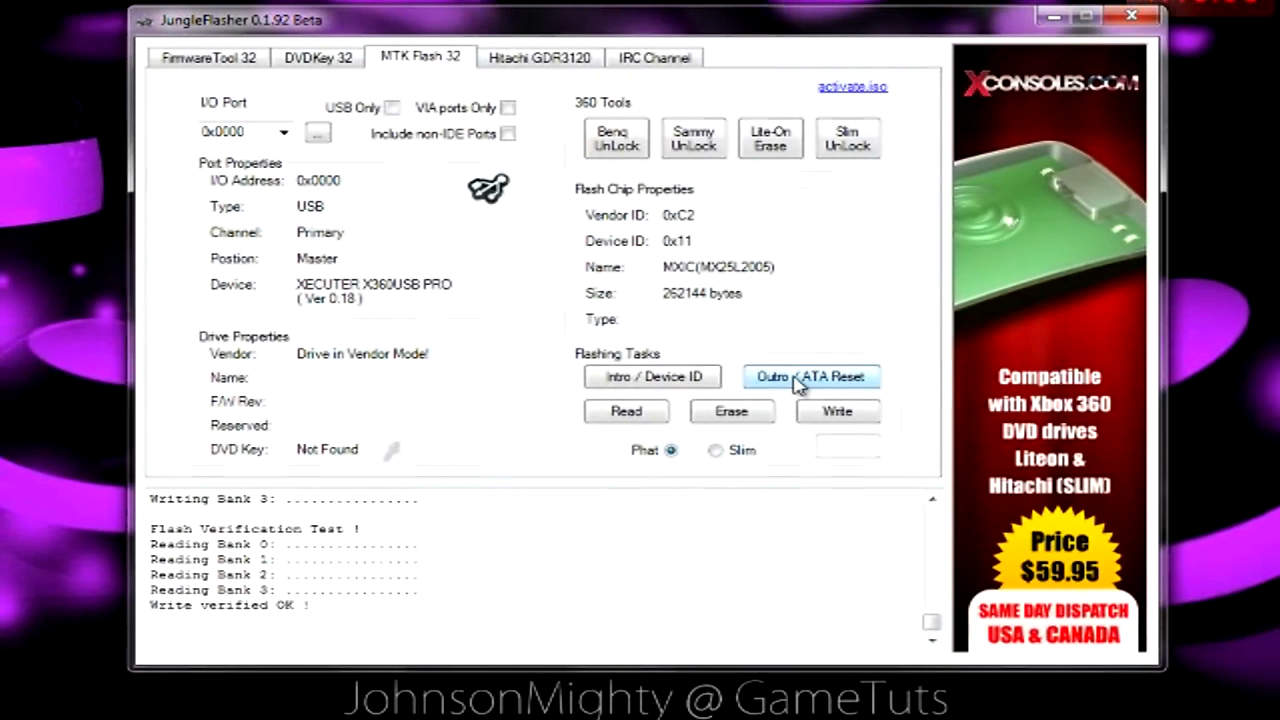 JungleFlasher 0.1.92 Beta
FirmwareTool 32
DVDKey 32
MTK Flash 32
Hitachi GDR3120
IRC Channel
activate.iso
I/O Port
USB Only
VIA ports Only
0x0000
...
Include non-IDE Ports
Port Properties
I/O Address: 0x0000
Type: USB
Channel: Primary
Postion: Master
Device: XECUTER X360USB PRO
( Ver 0.18 )
Drive Properties
Vendor: Drive in Vendor Mode!
Name:
F/W Rev:
Reserved:
DVD Key: Not Found
360 Tools
Benq
UnLock
Sammy
UnLock
Lite-On
Erase
Slim
UnLock
Flash Chip Properties
Vendor ID: 0xC2
Device ID: 0x11
Name: MXIC(MX25L2005)
Size: 262144 bytes
Type:
Flashing Tasks
Intro / Device ID
Outro / ATA Reset
Read
Erase
Write
Phat
Slim
Writing Bank 3: ................
Flash Verification Test !
Reading Bank 0: ................
Reading Bank 1: ................
Reading Bank 2: ................
Reading Bank 3: ................
Write verified OK !
XCONSOLES.COM
Compatible
with Xbox 360
DVD drives
Liteon &
Hitachi (SLIM)
Price
$59.95
SAME DAY DISPATCH
USA & CANADA
JohnsonMighty @ GameTuts